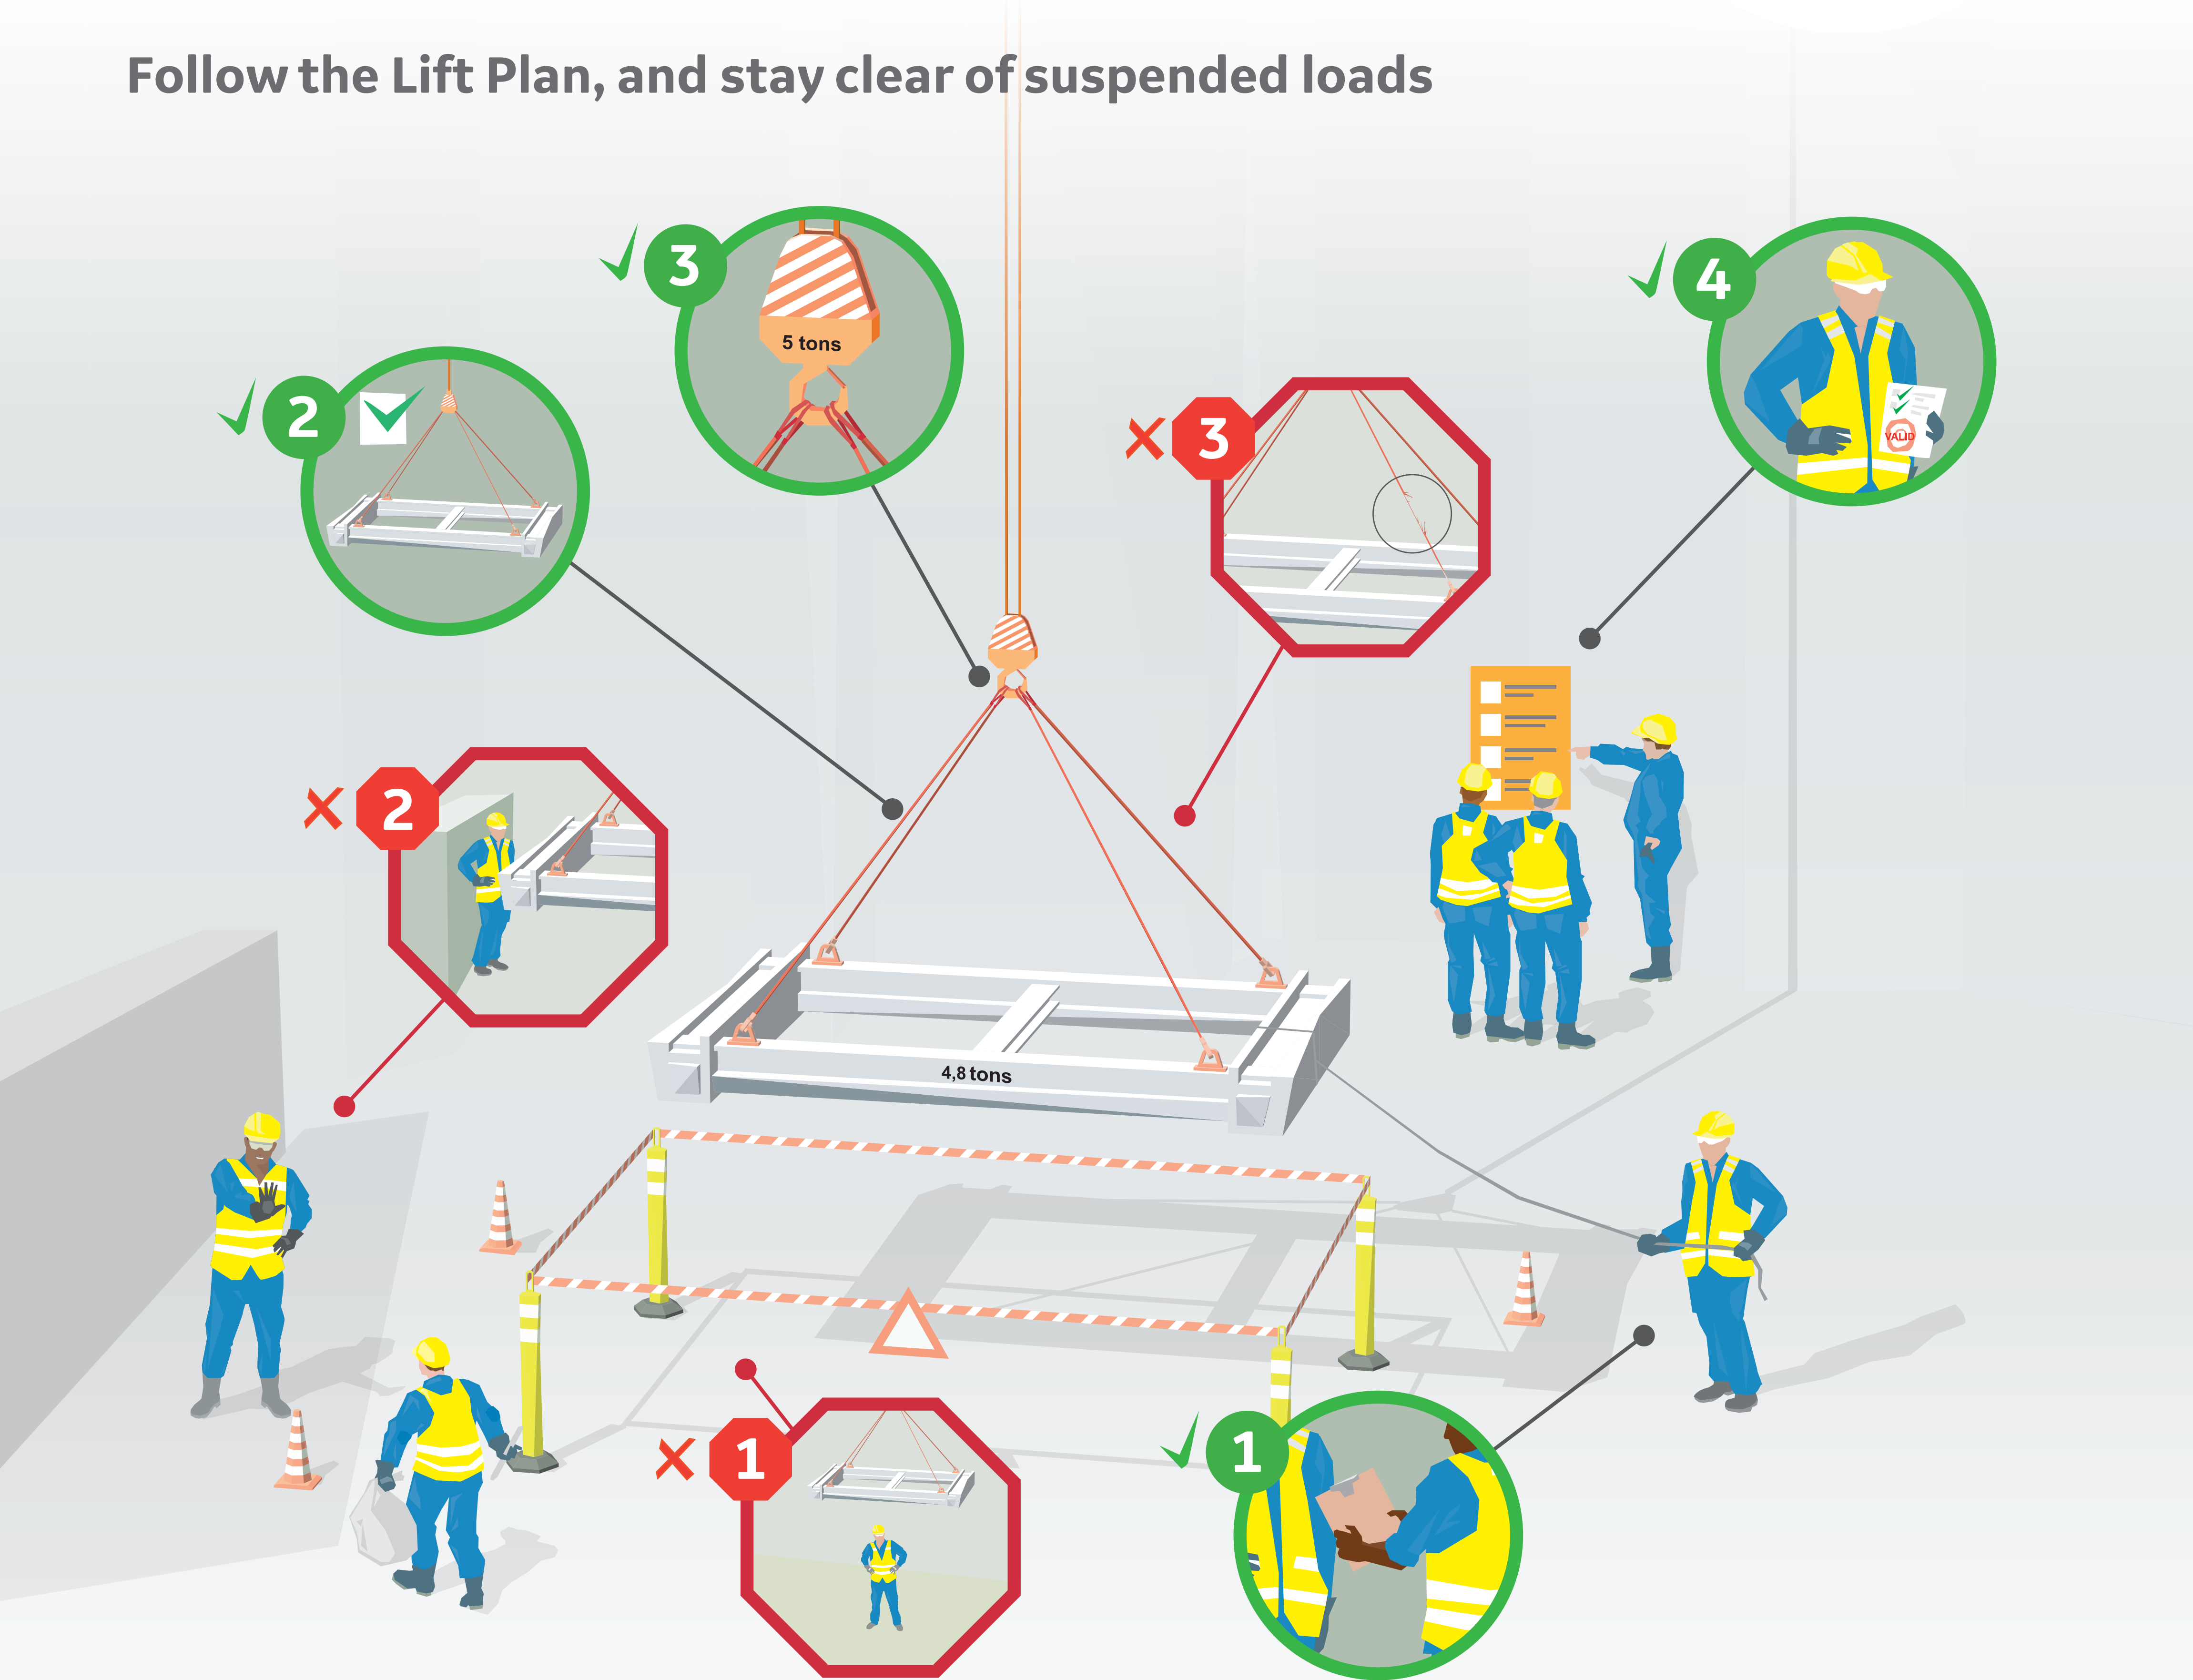 Follow the Lift Plan, and stay clear of suspended loads
3
4
5 tons
2
3
VALID
2
4,8 tons
1
1